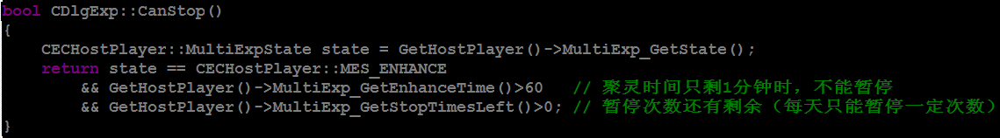 bool CDlgExp::CanStop()
{
    CECHostPlayer::MultiExpState state = GetHostPlayer()->MultiExp_GetState();
    return state == CECHostPlayer::MES_ENHANCE
        && GetHostPlayer()->MultiExp_GetEnhanceTime()>60   // 聚灵时间只剩1分钟时，不能暂停
        && GetHostPlayer()->MultiExp_GetStopTimesLeft()>0; // 暂停次数还有剩余（每天只能暂停一定次数）
}